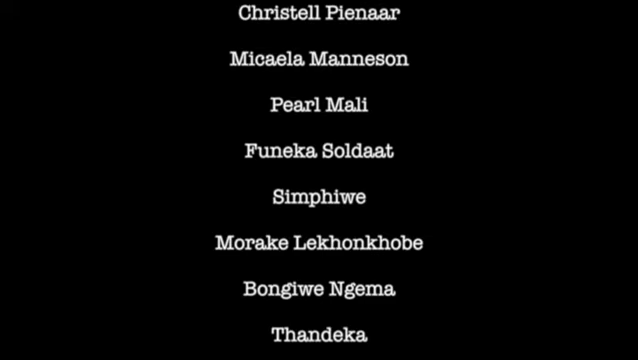 Christell Pienaar
Micaela Manneson
Pearl Mali
Funeka Soldaat
Simphiwe
Morake Lekhonkhobe
Bongiwe Ngema
Thandeka